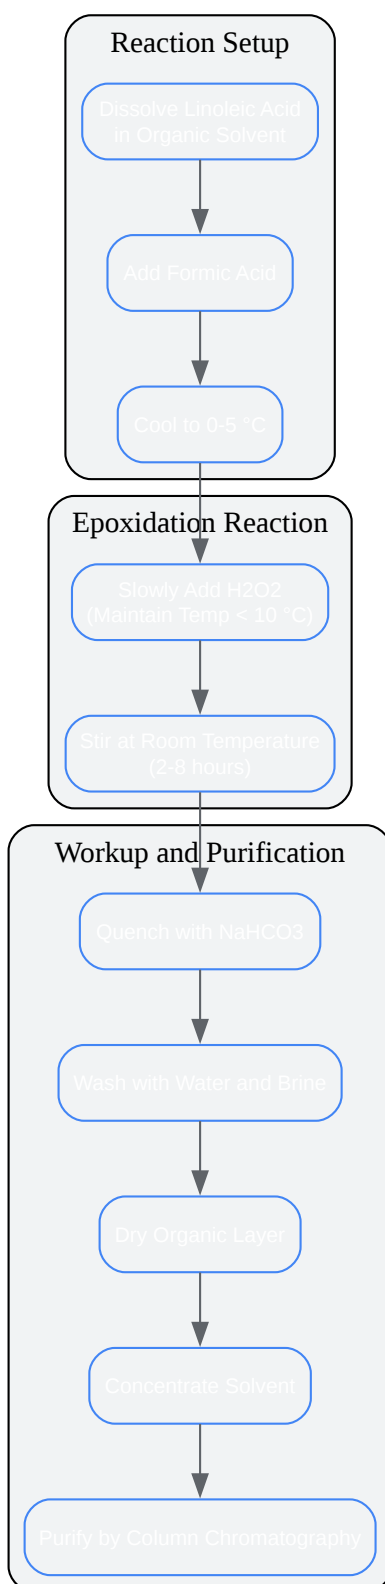 Reaction Setup
Dissolve Linoleic Acid
in Organic Solvent
Add Formic Acid
Cool to 0-5 °C
Epoxidation Reaction
Slowly Add H2O2
(Maintain Temp < 10 °C)
Stir at Room Temperature
(2-8 hours)
Workup and Purification
Quench with NaHCO3
Wash with Water and Brine
Dry Organic Layer
Concentrate Solvent
Purify by Column Chromatography